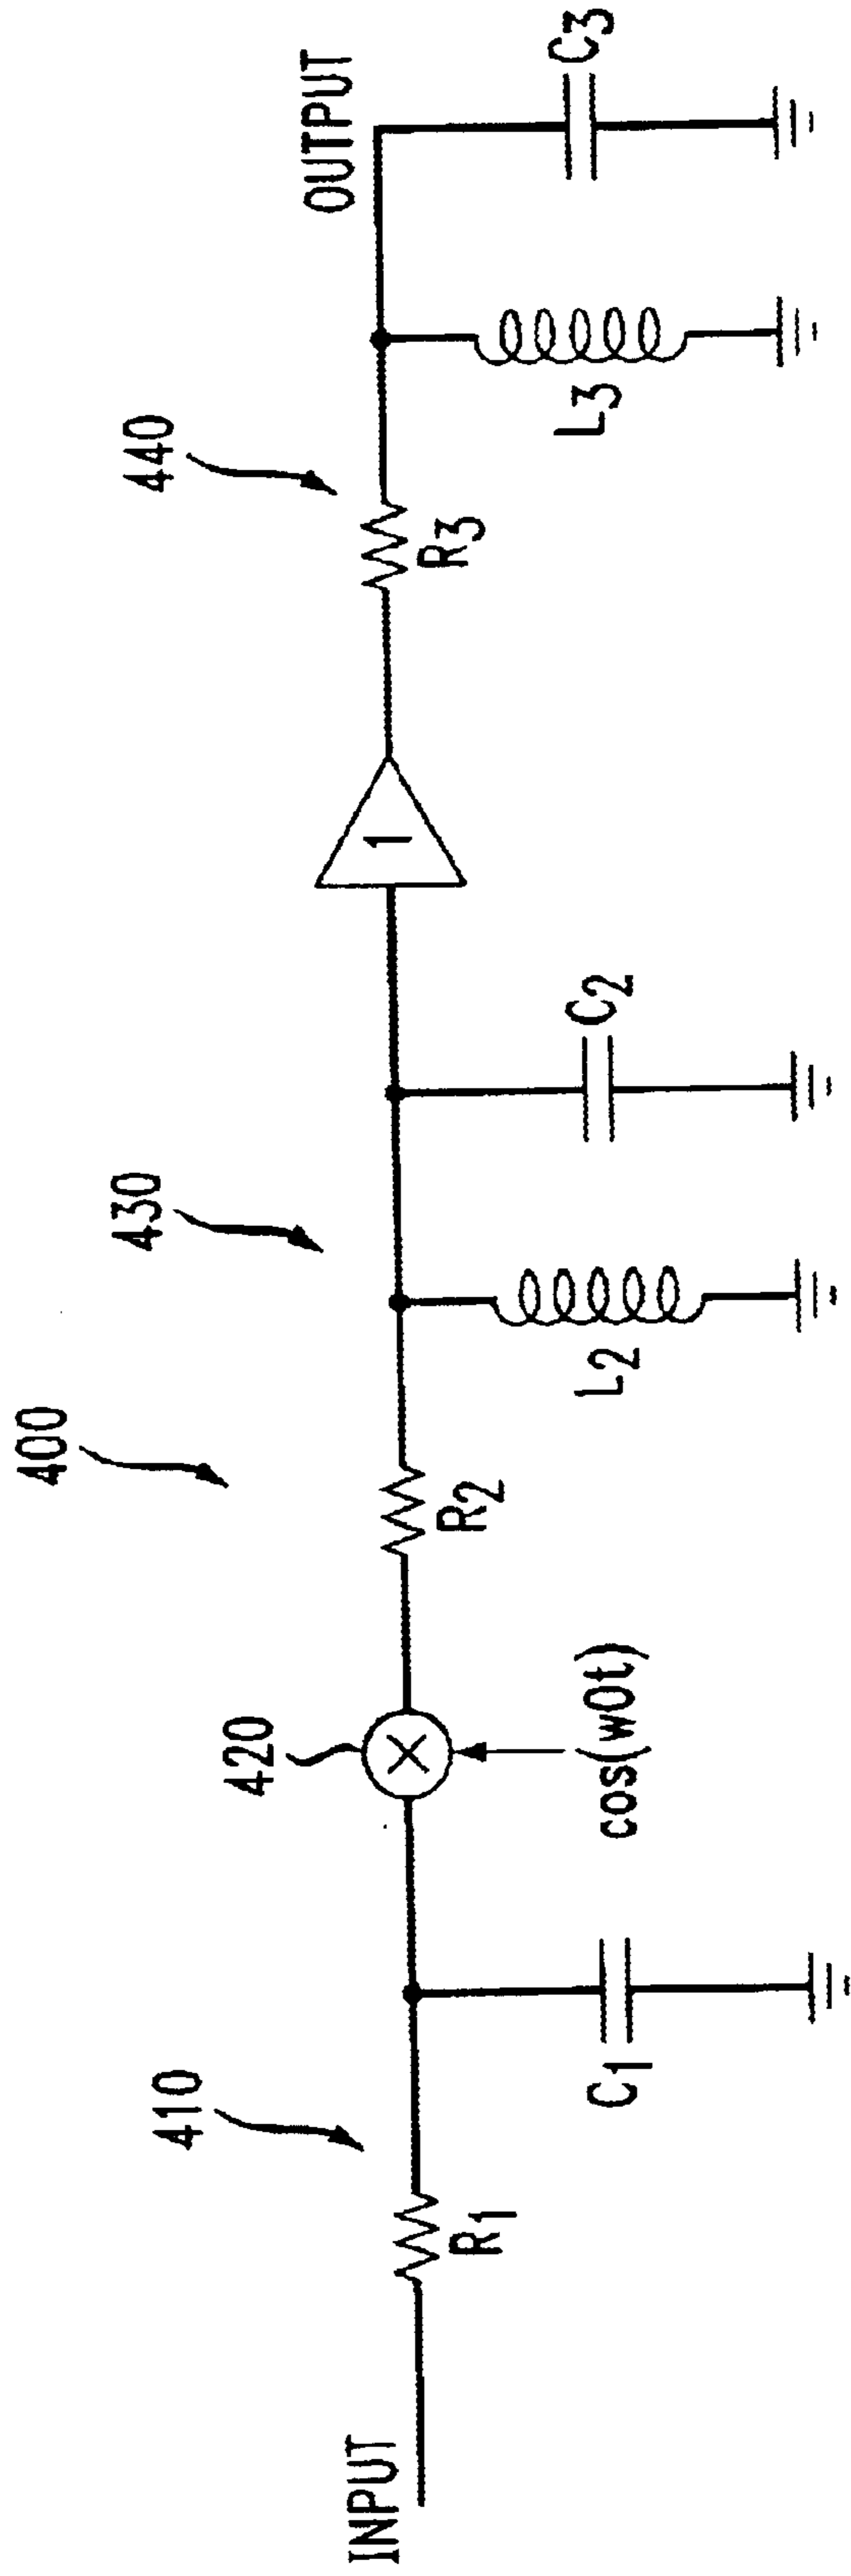 400
410
420
430
440
INPUT
R1
C1
cos(w0t)
R2
L2
C2
1
R3
L3
OUTPUT
C3